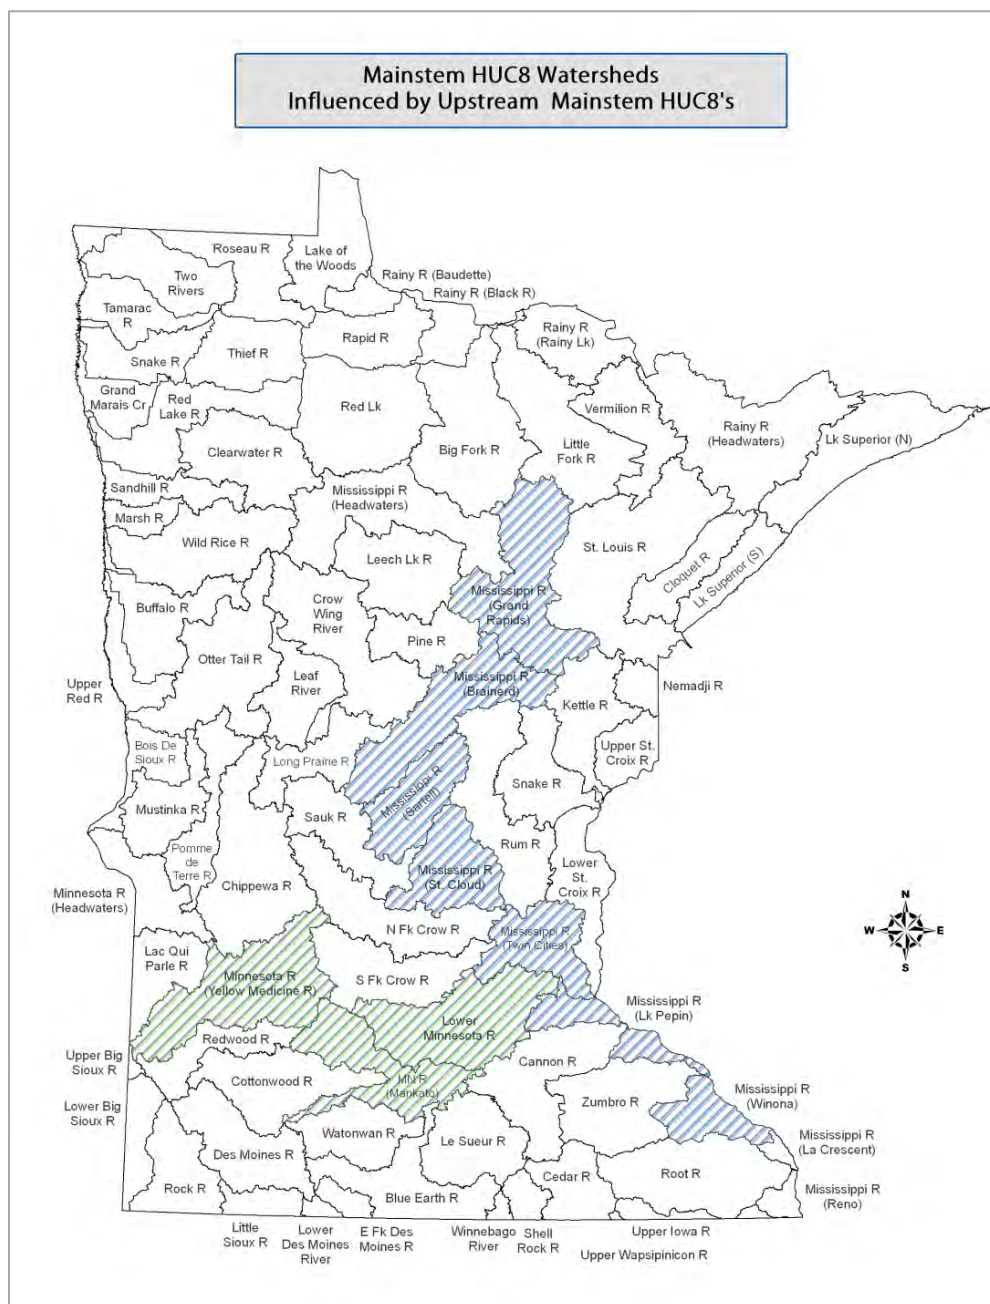 Mainstem HUC8 Watersheds
Influenced by Upstream Mainstem HUC8's
Roseau R
Lake of
the Woods
Two
Rivers
Rainy R (Baudette)
Rainy R (Black R)
Tamarac
R
Rapid R
Rainy R
(Rainy Lk)
Snake R
Thief R
Grand
Marais Cr
Red
Lake R
Red Lk
Vermilion R
Rainy R
(Headwaters)
Lk Superior (N)
Clearwater R
Big Fork R
Little
Fork R
Sandhill R
Mississippi R
(Headwaters)
Marsh R
Wild Rice R
Leech Lk R
St. Louis R
Cloquet R
Lk Superior (S)
Buffalo R
Crow
Wing
River
Mississippi R
(Grand
Rapids)
Pine R
Otter Tail R
Leaf
River
Mississippi R
(Brainerd)
Upper
Red R
Kettle R
Nemadji R
Bois De
Sioux R
Long Prairie R
Upper St.
Croix R
Mustinka R
Sauk R
Mississippi R
(Sartell)
Snake R
Pomme
de
Terre R
Rum R
Lower
St.
Croix R
Chippewa R
Mississippi R
(St. Cloud)
Minnesota R
(Headwaters)
N Fk Crow R
Mississippi R
(Twin Cities)
N
W
E
S
Lac Qui
Parle R
Minnesota R
(Yellow Medicine R)
S Fk Crow R
Mississippi R
(Lk Pepin)
Lower
Minnesota R
Redwood R
Cannon R
Upper Big
Sioux R
Cottonwood R
MN R
(Mankato)
Mississippi R
(Winona)
Lower Big
Sioux R
Zumbro R
Watonwan R
Le Sueur R
Mississippi R
(La Crescent)
Des Moines R
Rock R
Blue Earth R
Cedar R
Root R
Mississippi R
(Reno)
Little
Sioux R
Lower
Des Moines
River
E Fk Des
Moines R
Winnebago
River
Shell
Rock R
Upper Iowa R
Upper Wapsipinicon R